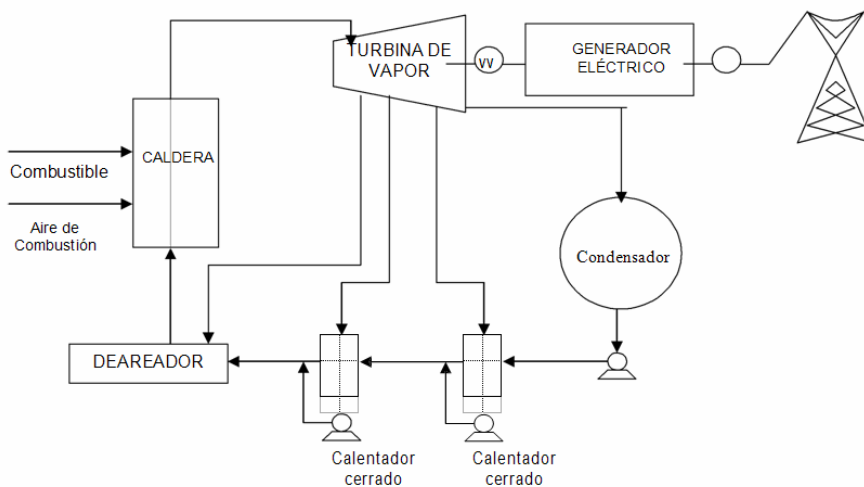 TURBINA DE
VAPOR
VV
GENERADOR
ELÉCTRICO
CALDERA
Combustible
Aire de
Combustión
Condensador
DEAREADOR
Calentador
cerrado
Calentador
cerrado